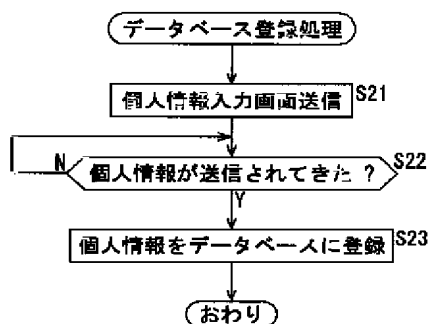 データベース登録処理
個人情報入力画面送信
S21
N
個人情報が送信されてきた？
S22
Y
個人情報をデータベースに登録
S23
おわり